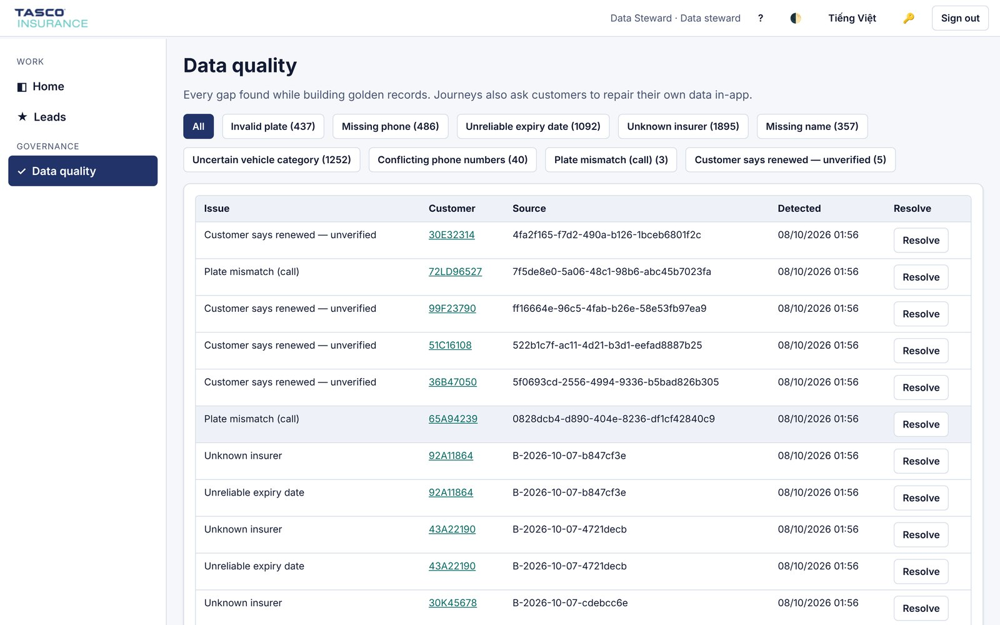 TASCO
INSURANCE
Data Steward · Data steward
?
Tiếng Việt
Sign out
WORK
Home
Leads
GOVERNANCE
Data quality
Data quality
Every gap found while building golden records. Journeys also ask customers to repair their own data in-app.
All
Invalid plate (437)
Missing phone (486)
Unreliable expiry date (1092)
Unknown insurer (1895)
Missing name (357)
Uncertain vehicle category (1252)
Conflicting phone numbers (40)
Plate mismatch (call) (3)
Customer says renewed — unverified (5)
Issue Customer Source Detected Resolve
Customer says renewed — unverified 30E32314 4fa2f165-f7d2-490a-b126-1bceb6801f2c 08/10/2026 01:56 Resolve
Plate mismatch (call) 72LD96527 7f5de8e0-5a06-48c1-98b6-abc45b7023fa 08/10/2026 01:56 Resolve
Customer says renewed — unverified 99F23790 ff16664e-96c5-4fab-b26e-58e53fb97ea9 08/10/2026 01:56 Resolve
Customer says renewed — unverified 51C16108 522b1c7f-ac11-4d21-b3d1-eefad8887b25 08/10/2026 01:56 Resolve
Customer says renewed — unverified 36B47050 5f0693cd-2556-4994-9336-b5bad826b305 08/10/2026 01:56 Resolve
Plate mismatch (call) 65A94239 0828dcb4-d890-404e-8236-df1cf42840c9 08/10/2026 01:56 Resolve
Unknown insurer 92A11864 B-2026-10-07-b847cf3e 08/10/2026 01:56 Resolve
Unreliable expiry date 92A11864 B-2026-10-07-b847cf3e 08/10/2026 01:56 Resolve
Unknown insurer 43A22190 B-2026-10-07-4721decb 08/10/2026 01:56 Resolve
Unreliable expiry date 43A22190 B-2026-10-07-4721decb 08/10/2026 01:56 Resolve
Unknown insurer 30K45678 B-2026-10-07-cdebcc6e 08/10/2026 01:56 Resolve